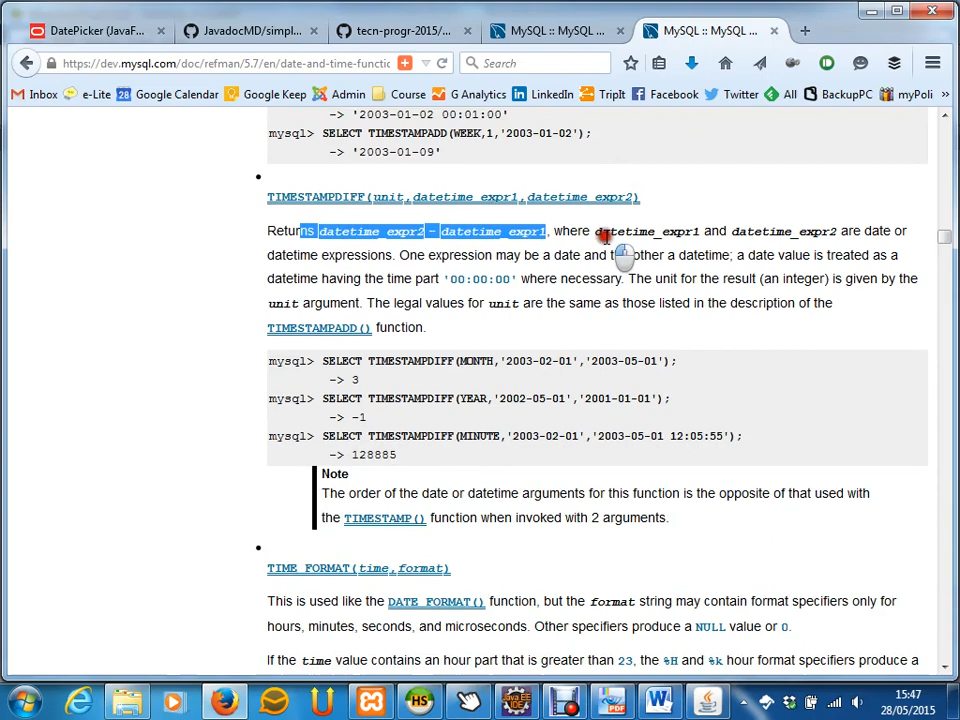 DatePicker (JavaF...
JavadocMD/simpl...
tecn-progr-2015/...
MySQL :: MySQL ...
MySQL :: MySQL ...
https://dev.mysql.com/doc/refman/5.7/en/date-and-time-functic
Search
Inbox
e-Lite
28 Google Calendar
Google Keep
Admin
Course
G Analytics
LinkedIn
TripIt
Facebook
Twitter
All
BackupPC
myPoli
»
-> '2003-01-02 00:01:00'
mysql> SELECT TIMESTAMPADD(WEEK,1,'2003-01-02');
-> '2003-01-09'
TIMESTAMPDIFF(unit,datetime_expr1,datetime_expr2)
Returns datetime_expr2 − datetime_expr1, where datetime_expr1 and datetime_expr2 are date or
datetime expressions. One expression may be a date and t other a datetime; a date value is treated as a
datetime having the time part '00:00:00' where necessary. The unit for the result (an integer) is given by the
unit argument. The legal values for unit are the same as those listed in the description of the
TIMESTAMPADD() function.
mysql> SELECT TIMESTAMPDIFF(MONTH,'2003-02-01','2003-05-01');
-> 3
mysql> SELECT TIMESTAMPDIFF(YEAR,'2002-05-01','2001-01-01');
-> -1
mysql> SELECT TIMESTAMPDIFF(MINUTE,'2003-02-01','2003-05-01 12:05:55');
-> 128885
Note
The order of the date or datetime arguments for this function is the opposite of that used with
the TIMESTAMP() function when invoked with 2 arguments.
TIME_FORMAT(time,format)
This is used like the DATE_FORMAT() function, but the format string may contain format specifiers only for
hours, minutes, seconds, and microseconds. Other specifiers produce a NULL value or 0.
If the time value contains an hour part that is greater than 23, the %H and %k hour format specifiers produce a
15:47
28/05/2015